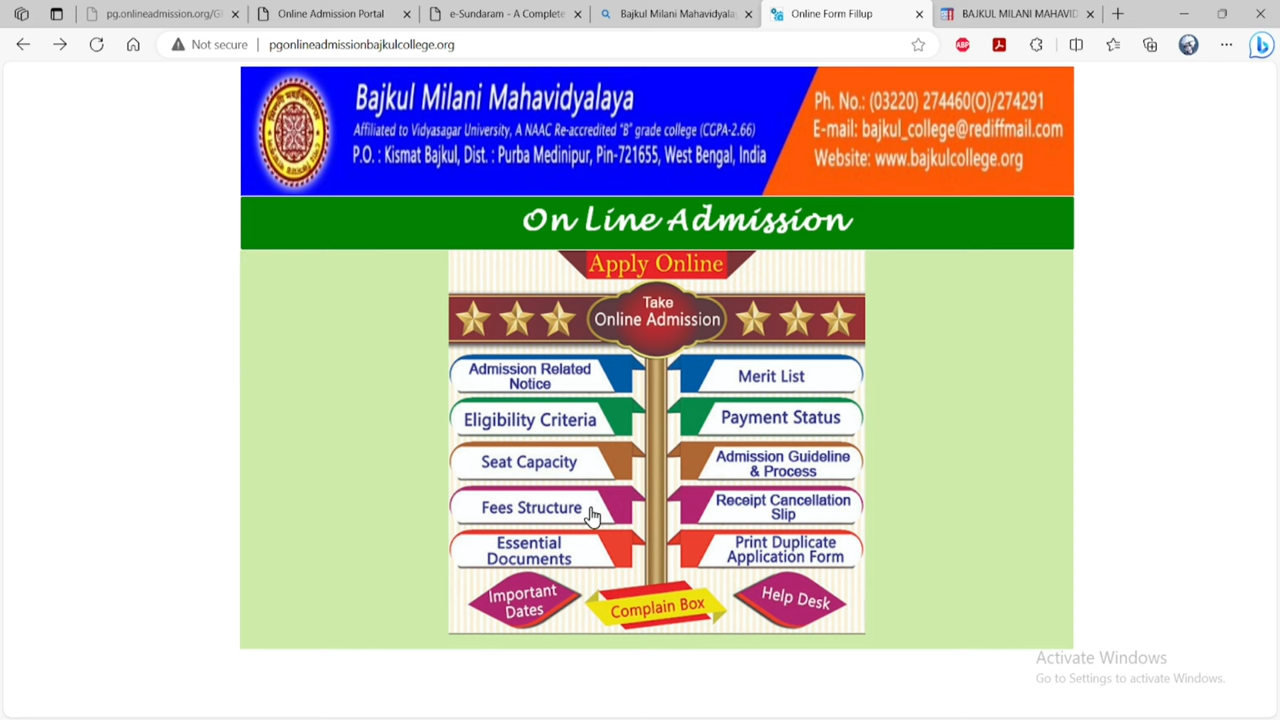 pg.onlineadmission.org/G
Online Admission Portal
e-Sundaram - A Complete
Bajkul Milani Mahavidyala
Online Form Fillup
BAJKUL MILANI MAHAVID
Not secure
pgonlineadmissionbajkulcollege.org
ABP
Bajkul Milani Mahavidyalaya
Affiliated to Vidyasagar University, A NAAC Re-accredited "B" grade college (CGPA-2.66)
P.O. : Kismat Bajkul, Dist. : Purba Medinipur, Pin-721655, West Bengal, India
Ph. No.: (03220) 274460(O)/274291
E-mail: bajkul_college@rediffmail.com
Website: www.bajkulcollege.org
On Line Admission
Apply Online
Take
Online Admission
Admission Related
Notice
Merit List
Eligibility Criteria
Payment Status
Seat Capacity
Admission Guideline
& Process
Fees Structure
Receipt Cancellation
Slip
Essential
Documents
Print Duplicate
Application Form
Important
Dates
Complain Box
Help Desk
Activate Windows
Go to Settings to activate Windows.